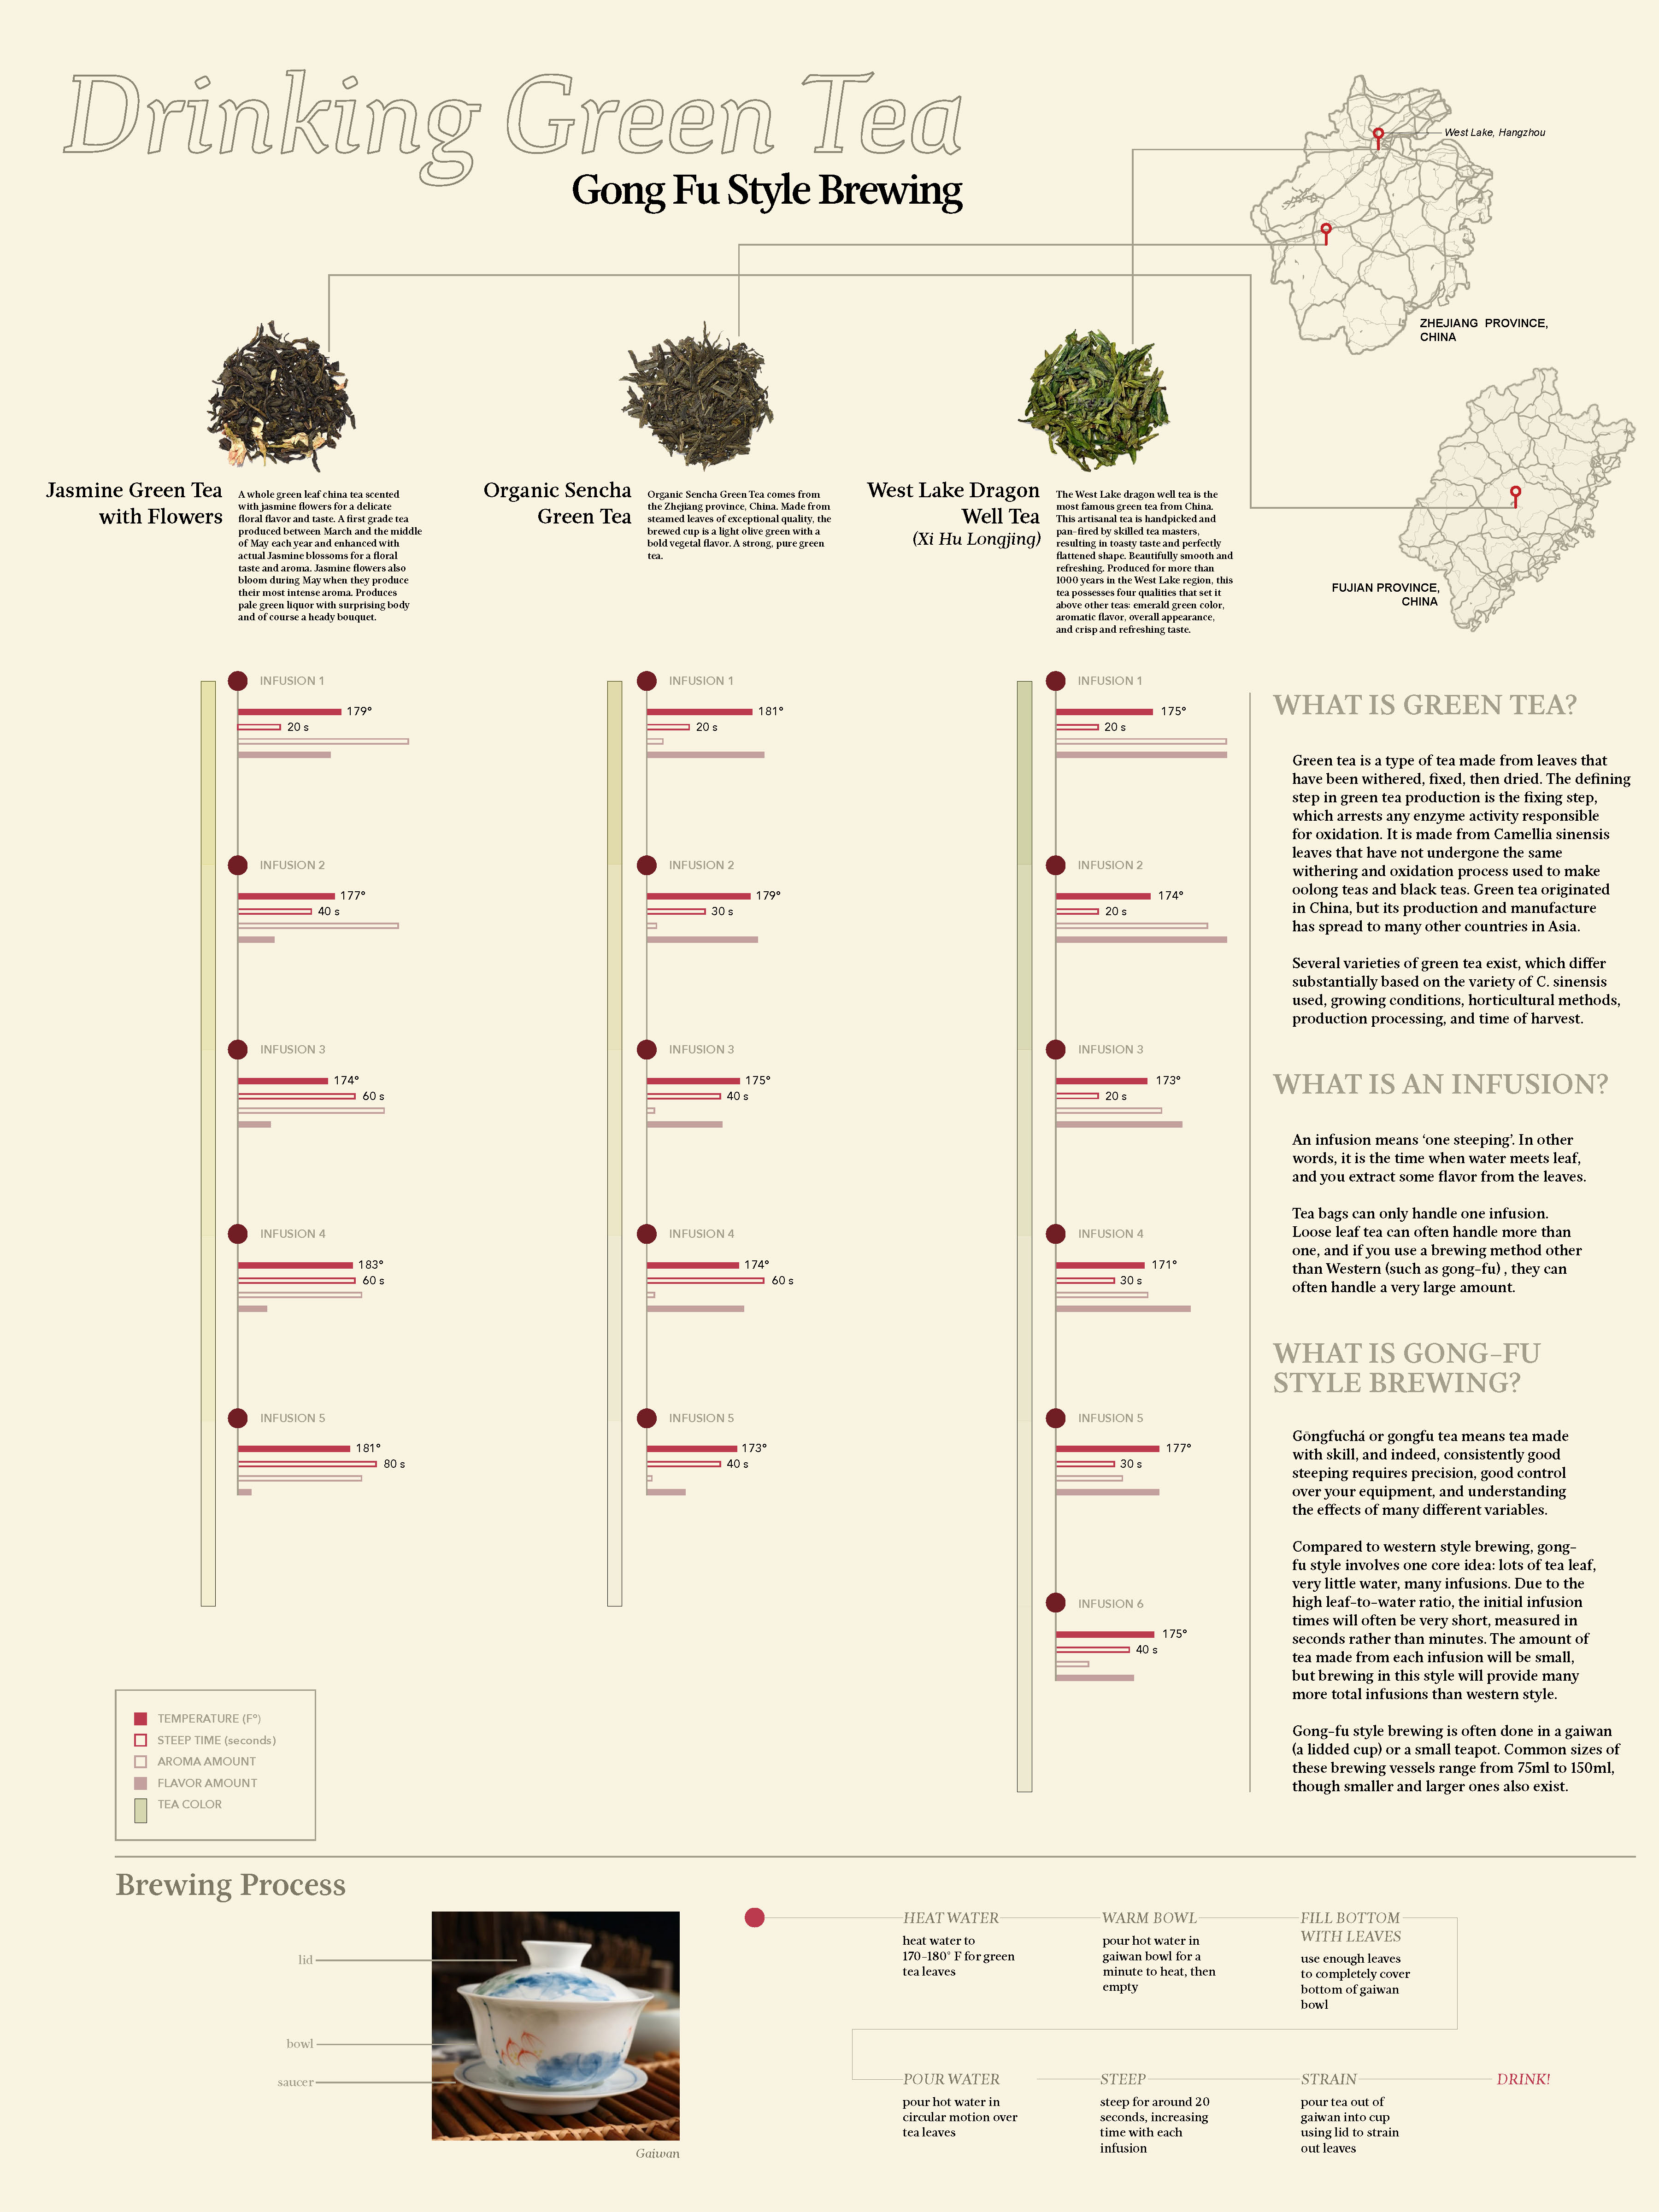 Drinking Green Tea
Gong Fu Style Brewing
West Lake, Hangzhou
ZHEJIANG PROVINCE,
CHINA
FUJIAN PROVINCE,
CHINA
Jasmine Green Tea
with Flowers
A whole green leaf china tea scented
with jasmine flowers for a delicate
floral flavor and taste. A first grade tea
produced between March and the middle
of May each year and enhanced with
actual Jasmine blossoms for a floral
taste and aroma. Jasmine flowers also
bloom during May when they produce
their most intense aroma. Produces
pale green liquor with surprising body
and of course a heady bouquet.
Organic Sencha
Green Tea
Organic Sencha Green Tea comes from
the Zhejiang province, China. Made from
steamed leaves of exceptional quality, the
brewed cup is a light olive green with a
bold vegetal flavor. A strong, pure green
tea.
West Lake Dragon
Well Tea
(Xi Hu Longjing)
The West Lake dragon well tea is the
most famous green tea from China.
This artisanal tea is handpicked and
pan-fired by skilled tea masters,
resulting in toasty taste and perfectly
flattened shape. Beautifully smooth and
refreshing. Produced for more than
1000 years in the West Lake region, this
tea possesses four qualities that set it
above other teas: emerald green color,
aromatic flavor, overall appearance,
and crisp and refreshing taste.
INFUSION 1
179°
20 s
INFUSION 2
177°
40 s
INFUSION 3
174°
60 s
INFUSION 4
183°
60 s
INFUSION 5
181°
80 s
INFUSION 1
181°
20 s
INFUSION 2
179°
30 s
INFUSION 3
175°
40 s
INFUSION 4
174°
60 s
INFUSION 5
173°
40 s
INFUSION 1
175°
20 s
INFUSION 2
174°
20 s
INFUSION 3
173°
20 s
INFUSION 4
171°
30 s
INFUSION 5
177°
30 s
INFUSION 6
175°
40 s
WHAT IS GREEN TEA?
Green tea is a type of tea made from leaves that
have been withered, fixed, then dried. The defining
step in green tea production is the fixing step,
which arrests any enzyme activity responsible
for oxidation. It is made from Camellia sinensis
leaves that have not undergone the same
withering and oxidation process used to make
oolong teas and black teas. Green tea originated
in China, but its production and manufacture
has spread to many other countries in Asia.
Several varieties of green tea exist, which differ
substantially based on the variety of C. sinensis
used, growing conditions, horticultural methods,
production processing, and time of harvest.
WHAT IS AN INFUSION?
An infusion means ‘one steeping’. In other
words, it is the time when water meets leaf,
and you extract some flavor from the leaves.
Tea bags can only handle one infusion.
Loose leaf tea can often handle more than
one, and if you use a brewing method other
than Western (such as gong-fu) , they can
often handle a very large amount.
WHAT IS GONG-FU
STYLE BREWING?
Gōngfuchá or gongfu tea means tea made
with skill, and indeed, consistently good
steeping requires precision, good control
over your equipment, and understanding
the effects of many different variables.
Compared to western style brewing, gong-
fu style involves one core idea: lots of tea leaf,
very little water, many infusions. Due to the
high leaf-to-water ratio, the initial infusion
times will often be very short, measured in
seconds rather than minutes. The amount of
tea made from each infusion will be small,
but brewing in this style will provide many
more total infusions than western style.
Gong-fu style brewing is often done in a gaiwan
(a lidded cup) or a small teapot. Common sizes of
these brewing vessels range from 75ml to 150ml,
though smaller and larger ones also exist.
TEMPERATURE (F°)
STEEP TIME (seconds)
AROMA AMOUNT
FLAVOR AMOUNT
TEA COLOR
Brewing Process
lid
bowl
saucer
Gaiwan
HEAT WATER
heat water to
170-180° F for green
tea leaves
WARM BOWL
pour hot water in
gaiwan bowl for a
minute to heat, then
empty
FILL BOTTOM
WITH LEAVES
use enough leaves
to completely cover
bottom of gaiwan
bowl
POUR WATER
pour hot water in
circular motion over
tea leaves
STEEP
steep for around 20
seconds, increasing
time with each
infusion
STRAIN
pour tea out of
gaiwan into cup
using lid to strain
out leaves
DRINK!